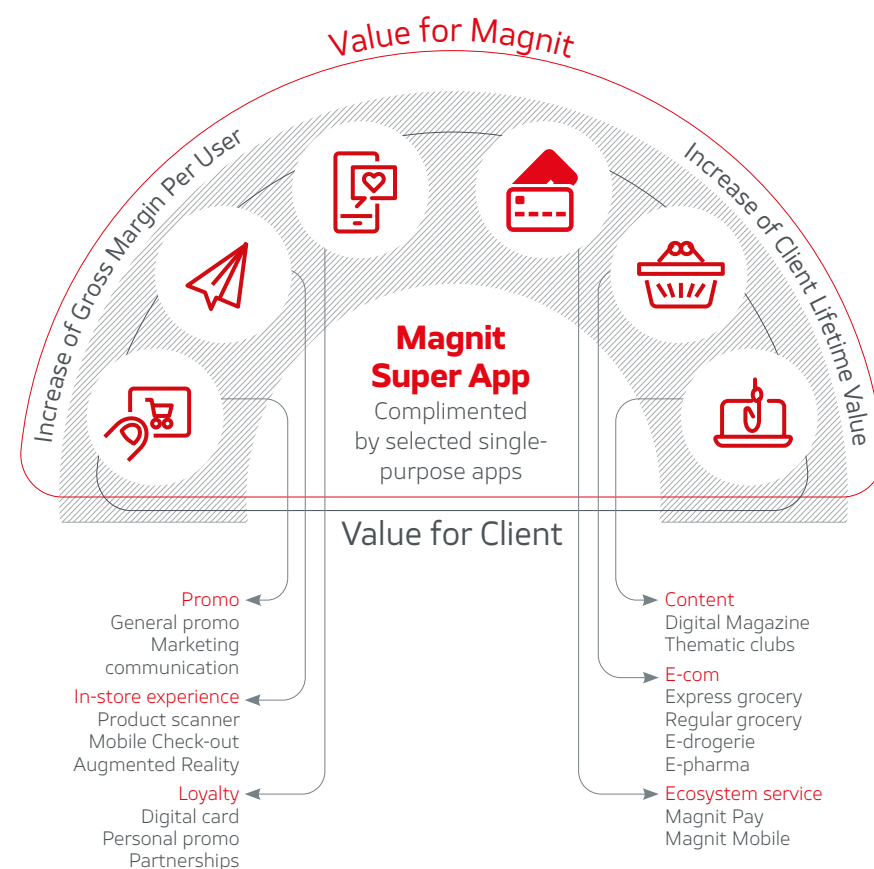 Value for Magnit
Increase of Gross Margin Per User
Increase of Client Lifetime Value
Magnit
Super App
Complimented
by selected single-
purpose apps
Value for Client
Promo
General promo
Marketing
communication
In-store experience
Product scanner
Mobile Check-out
Augmented Reality
Loyalty
Digital card
Personal promo
Partnerships
Content
Digital Magazine
Thematic clubs
E-com
Express grocery
Regular grocery
E-drogerie
E-pharma
Ecosystem service
Magnit Pay
Magnit Mobile